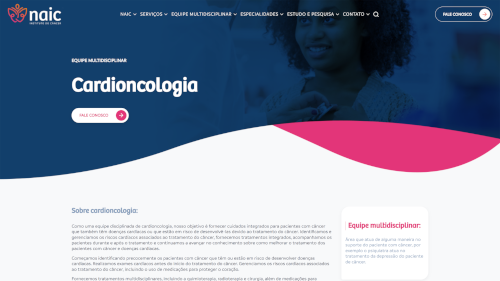 naic
INSTITUTO DO CÂNCER
NAIC
SERVIÇOS
EQUIPE MULTIDISCIPLINAR
ESPECIALIDADES
ESTUDO E PESQUISA
CONTATO
FALE CONOSCO
EQUIPE MULTIDISCIPLINAR
Cardioncologia
FALE CONOSCO
Sobre cardioncologia:
Como uma equipe disciplinada de cardioncologia, nosso objetivo é fornecer cuidados integrados para pacientes com câncer
que também têm doenças cardíacas ou que estão em risco de desenvolvê-las devido ao tratamento do câncer. Identificamos e
gerenciamos os riscos cardíacos associados ao tratamento do câncer, fornecemos tratamentos integrados, acompanhamos os
pacientes durante e após o tratamento e continuamos a avançar no conhecimento sobre como melhorar o tratamento dos
pacientes com câncer e doenças cardíacas.
Começamos identificando precocemente os pacientes com câncer que têm ou estão em risco de desenvolver doenças
cardíacas. Realizamos exames cardíacos antes do início do tratamento do câncer. Gerenciamos os riscos cardíacos associados
ao tratamento do câncer, incluindo o uso de medicações para proteger o coração.
Fornecemos tratamentos multidisciplinares, incluindo a quimioterapia, radioterapia e cirurgia, além de medicações para
Equipe multidisciplinar:
Área que atua de alguma maneira no
suporte do paciente com câncer, por
exemplo o psiquiatra atua no
tratamento da depressão do paciente
de câncer.